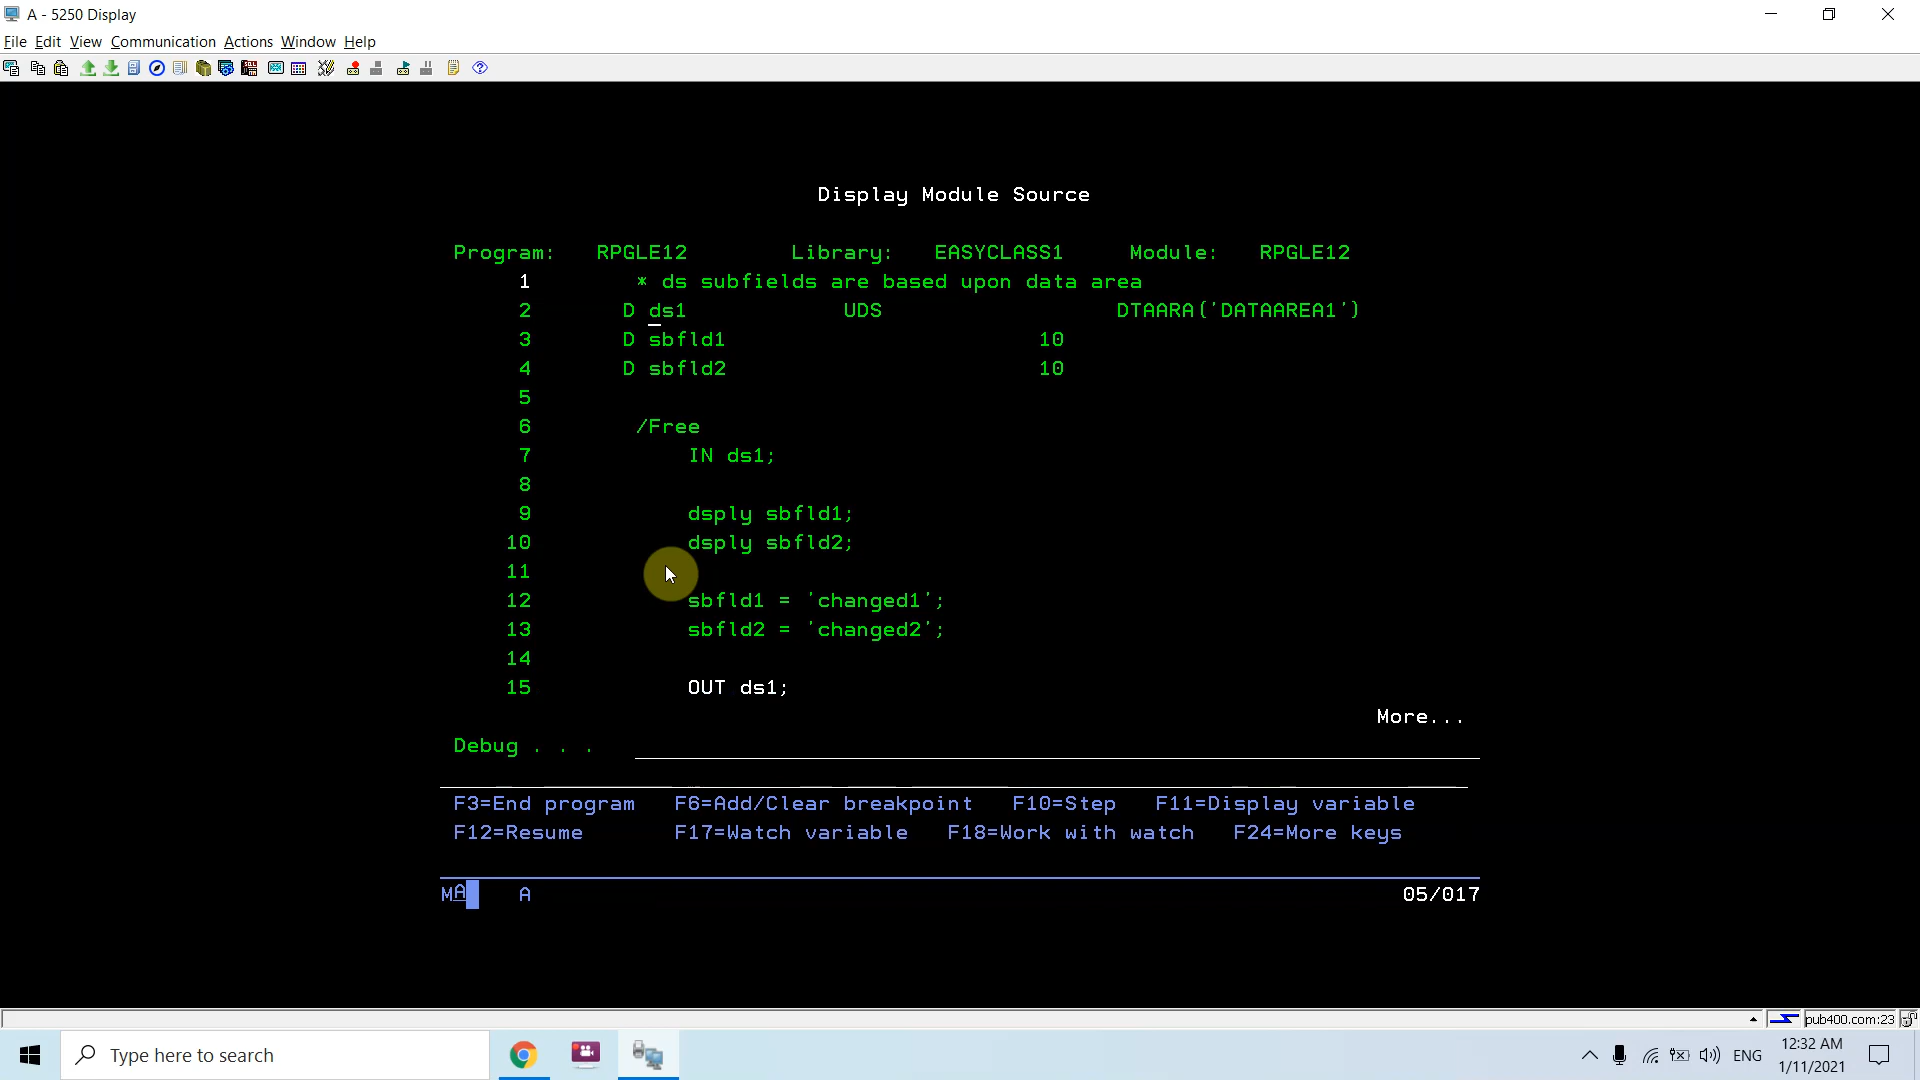 A - 5250 Display
File Edit View Communication Actions Window Help
Display Module Source
Program: RPGLE12 Library: EASYCLASS1 Module: RPGLE12
1 * ds subfields are based upon data area
2 D ds1 UDS DTAARA('DATAAREA1')
3 D sbfld1 10
4 D sbfld2 10
5
6 /Free
7 IN ds1;
8
9 dsply sbfld1;
10 dsply sbfld2;
11
12 sbfld1 = 'changed1';
13 sbfld2 = 'changed2';
14
15 OUT ds1;
More...
Debug . . .
F3=End program F6=Add/Clear breakpoint F10=Step F11=Display variable
F12=Resume F17=Watch variable F18=Work with watch F24=More keys
MA A 05/017
pub400.com:23
Type here to search
ENG
12:32 AM
1/11/2021